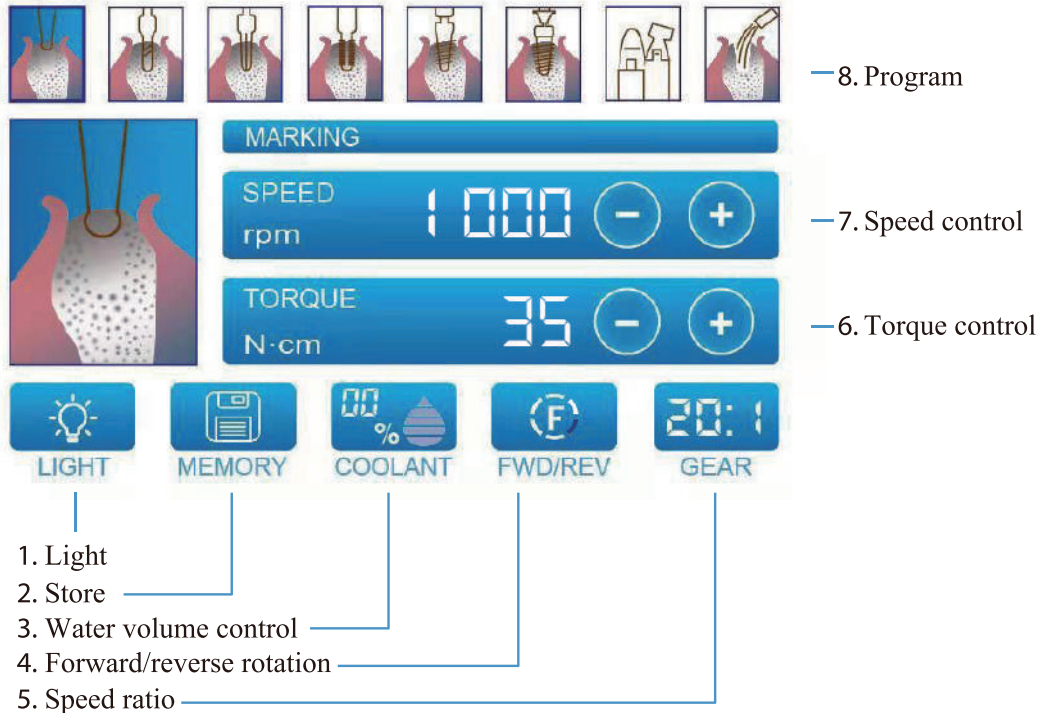 8. Program
MARKING
SPEED
rpm
1000
−
+
7. Speed control
TORQUE
N·cm
35
−
+
6. Torque control
00
%
F
20:1
LIGHT
MEMORY
COOLANT
FWD/REV
GEAR
1. Light
2. Store
3. Water volume control
4. Forward/reverse rotation
5. Speed ratio